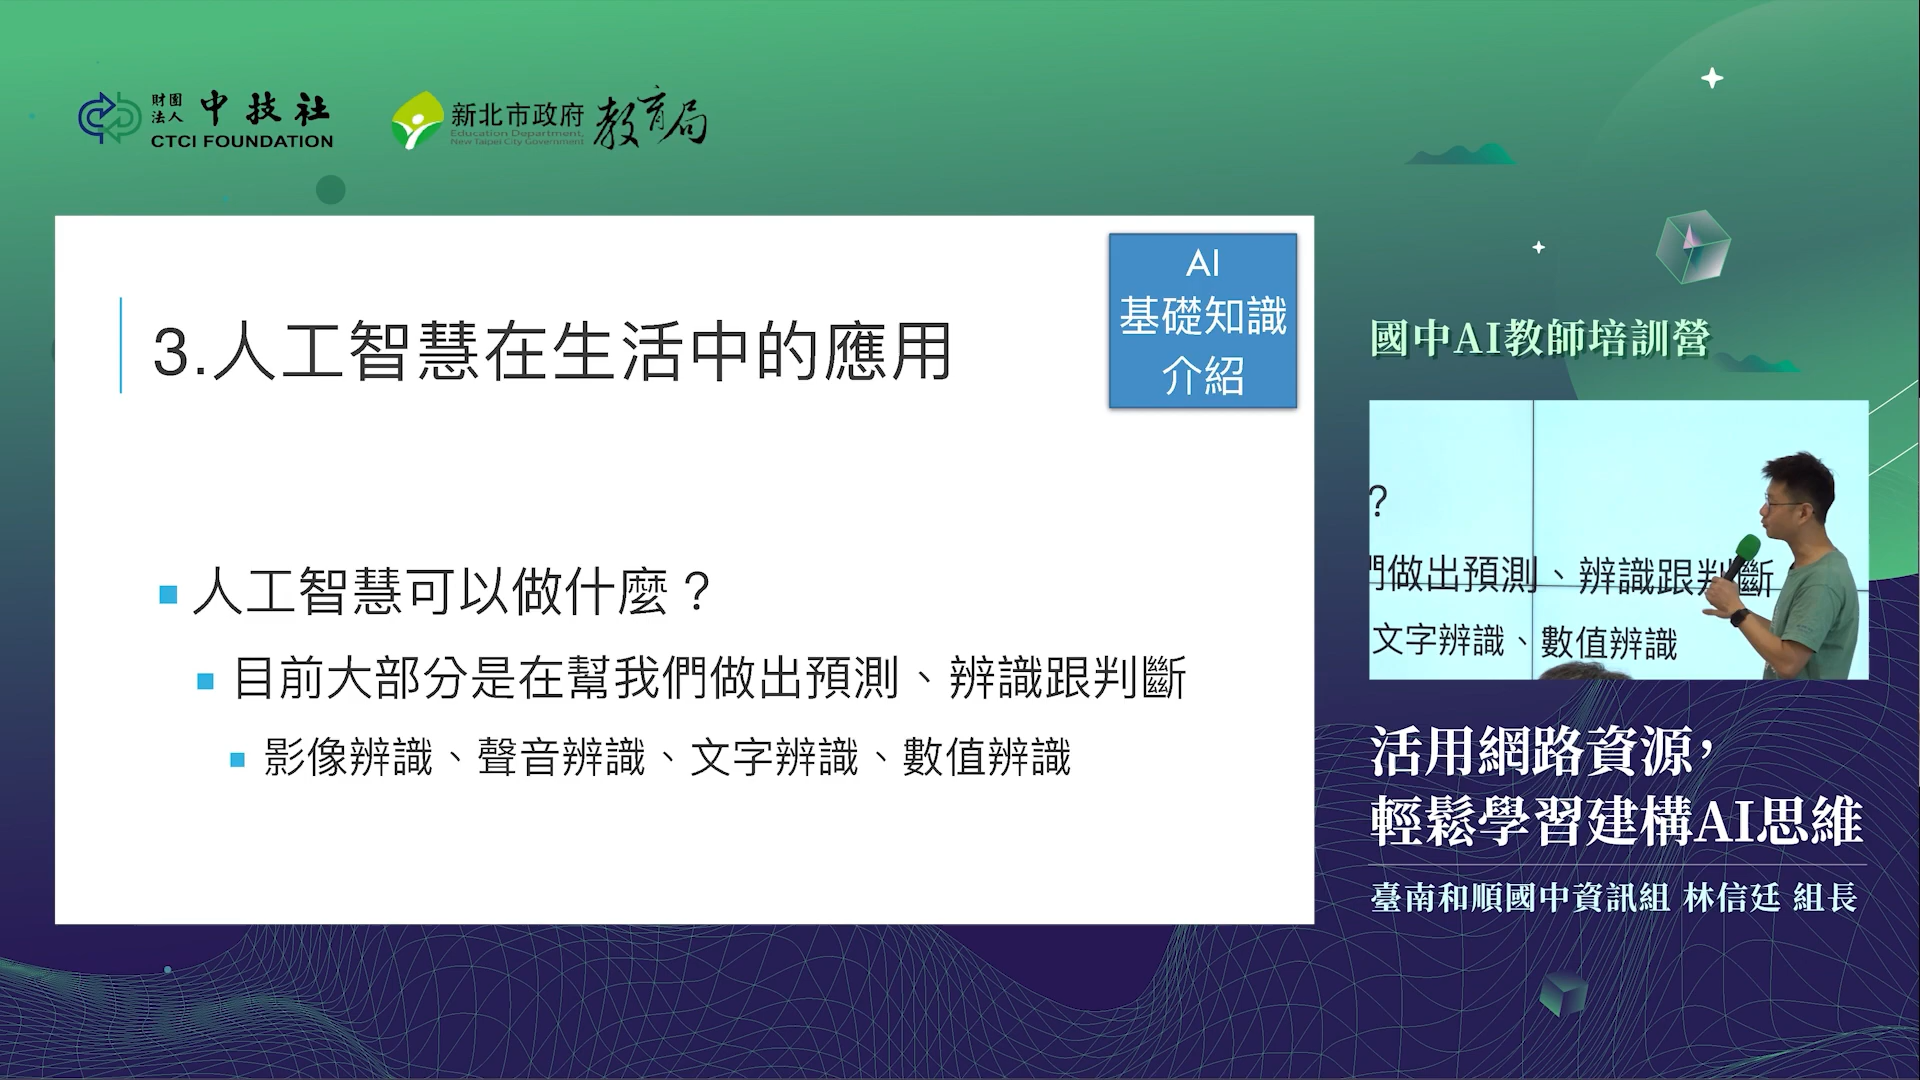 財團法人 中技社
CTCI FOUNDATION
新北市政府 教育局
Education Department,
New Taipei City Government
AI
基礎知識
介紹
3.人工智慧在生活中的應用
人工智慧可以做什麼?
目前大部分是在幫我們做出預測、辨識跟判斷
影像辨識、聲音辨識、文字辨識、數值辨識
國中AI教師培訓營
?
們做出預測、辨識跟判斷
文字辨識、數值辨識
活用網路資源,
輕鬆學習建構AI思維
臺南和順國中資訊組 林信廷 組長